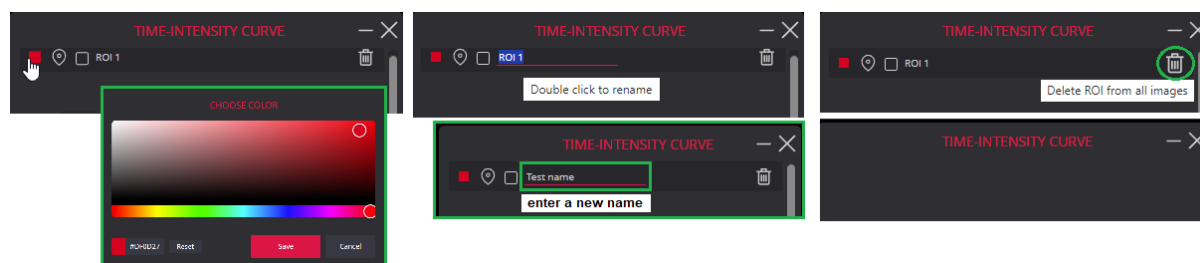 TIME-INTENSITY CURVE
ROI 1
CHOOSE COLOR
#DF0D27 Reset Save Cancel
TIME-INTENSITY CURVE
ROI 1
Double click to rename
TIME-INTENSITY CURVE
Test name
enter a new name
TIME-INTENSITY CURVE
ROI 1
Delete ROI from all images
TIME-INTENSITY CURVE